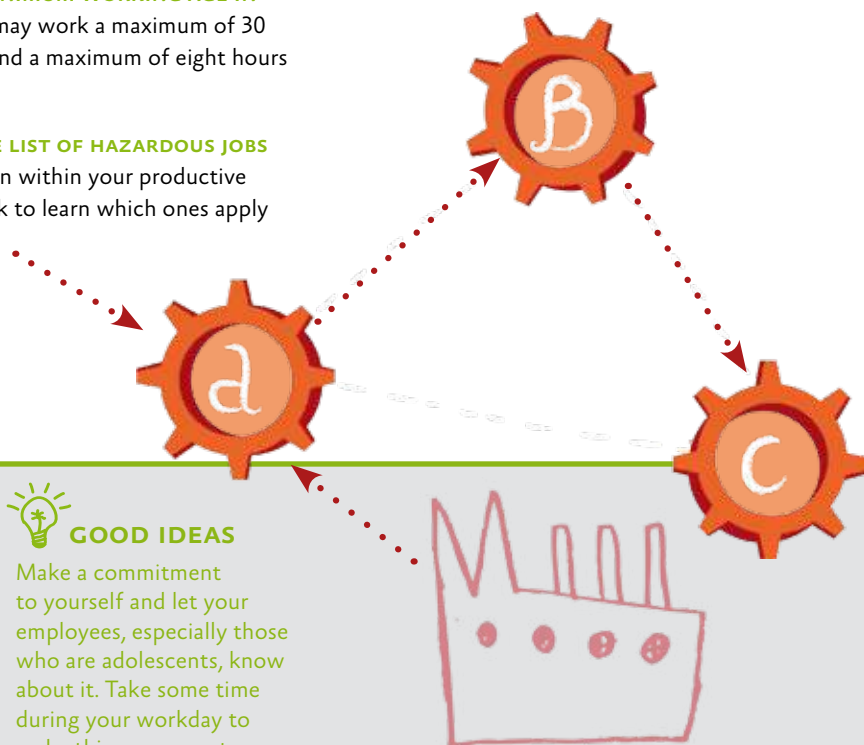 may work a maximum of 30
nd a maximum of eight hours
LIST OF HAZARDOUS JOBS
n within your productive
k to learn which ones apply
B
a
c
GOOD IDEAS
Make a commitment
to yourself and let your
employees, especially those
who are adolescents, know
about it. Take some time
during your workday to